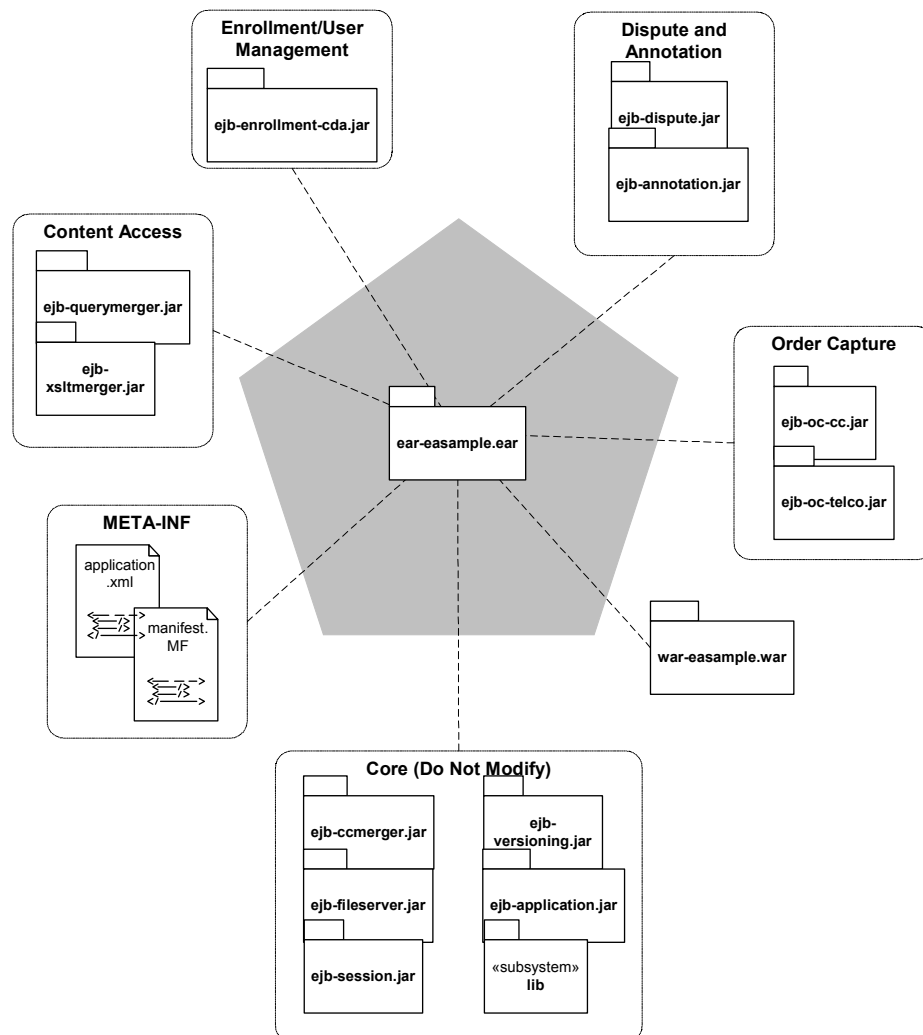 Enrollment/User
Management
ejb-enrollment-cda.jar
Dispute and
Annotation
ejb-dispute.jar
ejb-annotation.jar
Content Access
ejb-querymerger.jar
ejb-
xsltmerger.jar
ear-easample.ear
Order Capture
ejb-oc-cc.jar
ejb-oc-telco.jar
META-INF
application
.xml
manifest.
MF
war-easample.war
Core (Do Not Modify)
ejb-ccmerger.jar
ejb-fileserver.jar
ejb-session.jar
ejb-
versioning.jar
ejb-application.jar
«subsystem»
lib